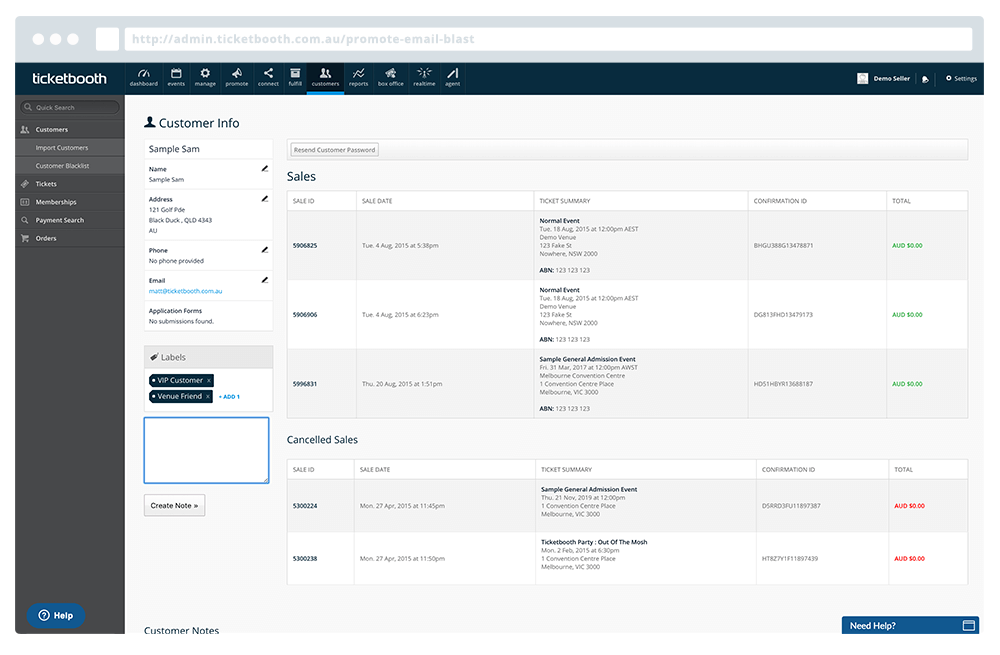 http://admin.ticketbooth.com.au/promote-email-blast
ticketbooth
dashboard events manage promote connect fulfill customers reports box office realtime agent
Demo Seller Settings
Quick Search
Customers
Import Customers
Customer Blacklist
Tickets
Memberships
Payment Search
Orders
Help
Customer Info
Sample Sam
Name
Sample Sam
Address
121 Golf Pde
Black Duck , QLD 4343
AU
Phone
No phone provided
Email
matt@ticketbooth.com.au
Application Forms
No submissions found.
Labels
VIP Customer x
Venue Friend x + ADD 1
Create Note »
Customer Notes
Resend Customer Password
Sales
SALE ID SALE DATE TICKET SUMMARY CONFIRMATION ID TOTAL
5906825 Tue. 4 Aug, 2015 at 5:38pm
Normal Event
Tue. 18 Aug, 2015 at 12:00pm AEST
Demo Venue
123 Fake St
Nowhere, NSW 2000
ABN: 123 123 123
BHGU388G13478871 AUD $0.00
5906906 Tue. 4 Aug, 2015 at 6:23pm
Normal Event
Tue. 18 Aug, 2015 at 12:00pm AEST
Demo Venue
123 Fake St
Nowhere, NSW 2000
ABN: 123 123 123
DG813FHD13479173 AUD $0.00
5996831 Thu. 20 Aug, 2015 at 1:51pm
Sample General Admission Event
Fri. 31 Mar, 2017 at 12:00pm AWST
Melbourne Convention Centre
1 Convention Centre Place
Melbourne, VIC 3000
ABN: 123 123 123
HD51HBYR13688187 AUD $0.00
Cancelled Sales
SALE ID SALE DATE TICKET SUMMARY CONFIRMATION ID TOTAL
5300224 Mon. 27 Apr, 2015 at 11:45pm
Sample General Admission Event
Thu. 21 Nov, 2019 at 12:00pm
1 Convention Centre Place
Melbourne, VIC 3000
D5RRD3FU11897387 AUD $0.00
5300238 Mon. 27 Apr, 2015 at 11:50pm
Ticketbooth Party : Out Of The Mosh
Mon. 2 Feb, 2015 at 6:30pm
1 Convention Centre Place
Melbourne, VIC 3000
HT8Z7Y1F11897439 AUD $0.00
Need Help?